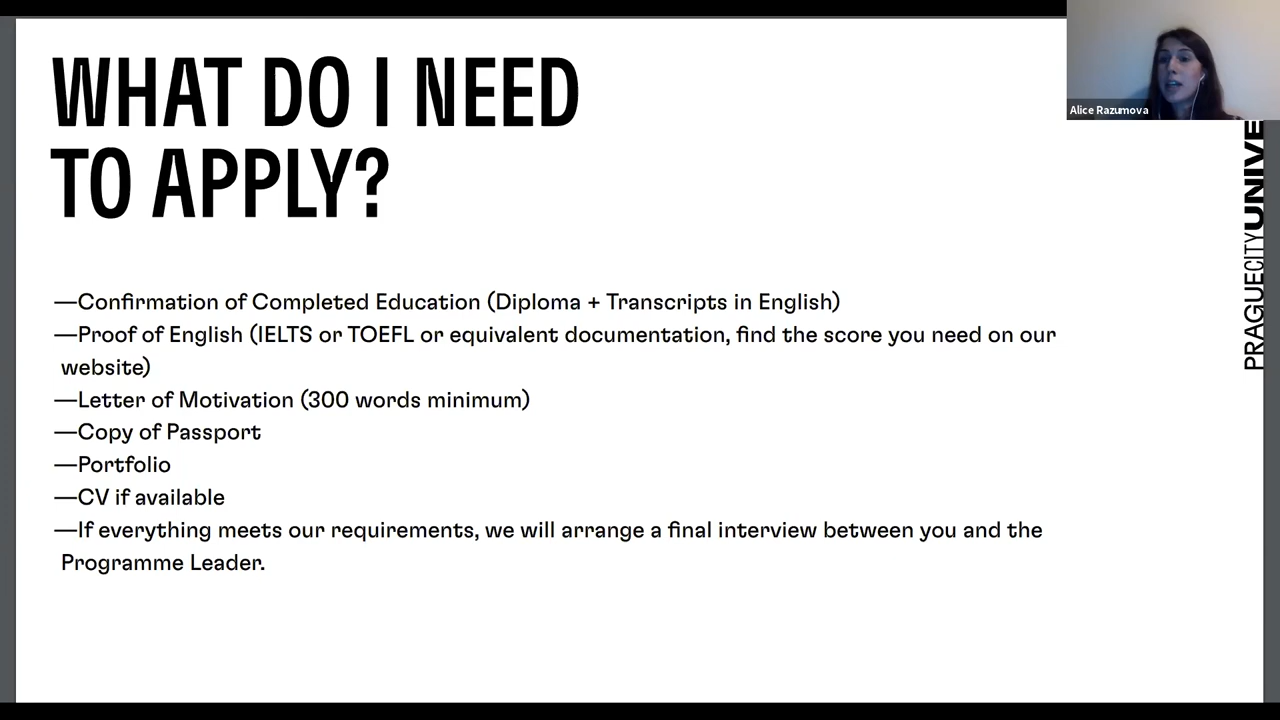 WHAT DO I NEED
TO APPLY?
—Confirmation of Completed Education (Diploma + Transcripts in English)
—Proof of English (IELTS or TOEFL or equivalent documentation, find the score you need on our
website)
—Letter of Motivation (300 words minimum)
—Copy of Passport
—Portfolio
—CV if available
—If everything meets our requirements, we will arrange a final interview between you and the
Programme Leader.
Alice Razumova
PRAGUECITYUNIVE